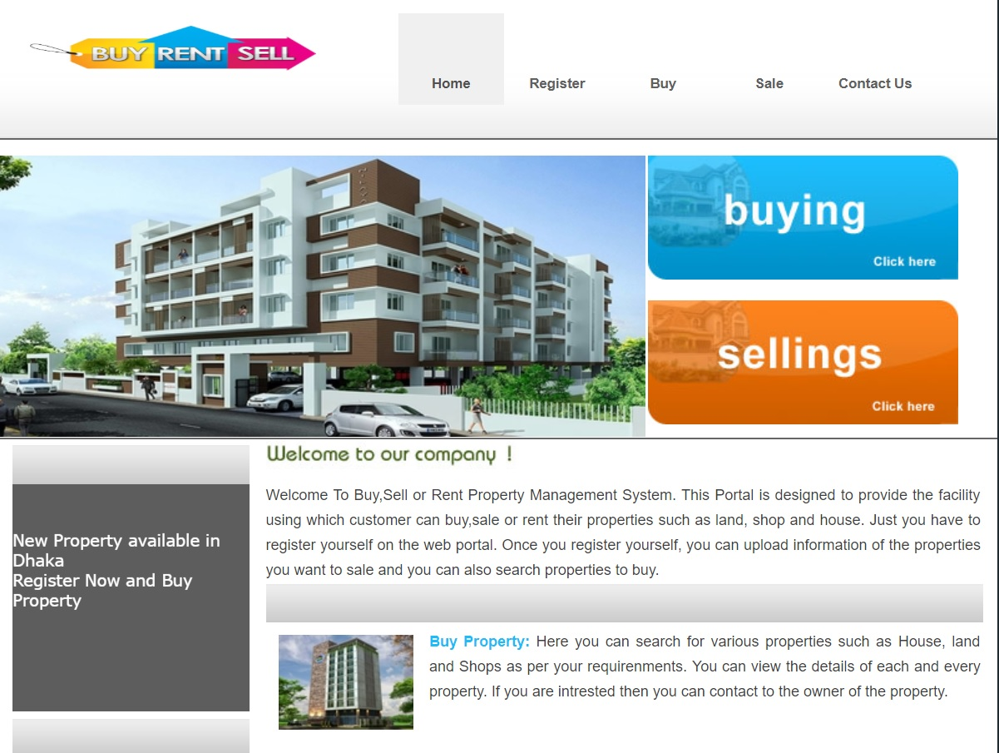 BUY RENT SELL
Home Register Buy Sale Contact Us
buying
Click here
sellings
Click here
New Property available in
Dhaka
Register Now and Buy
Property
Welcome to our company !
Welcome To Buy,Sell or Rent Property Management System. This Portal is designed to provide the facility
using which customer can buy,sale or rent their properties such as land, shop and house. Just you have to
register yourself on the web portal. Once you register yourself, you can upload information of the properties
you want to sale and you can also search properties to buy.
Buy Property: Here you can search for various properties such as House, land
and Shops as per your requirenments. You can view the details of each and every
property. If you are intrested then you can contact to the owner of the property.